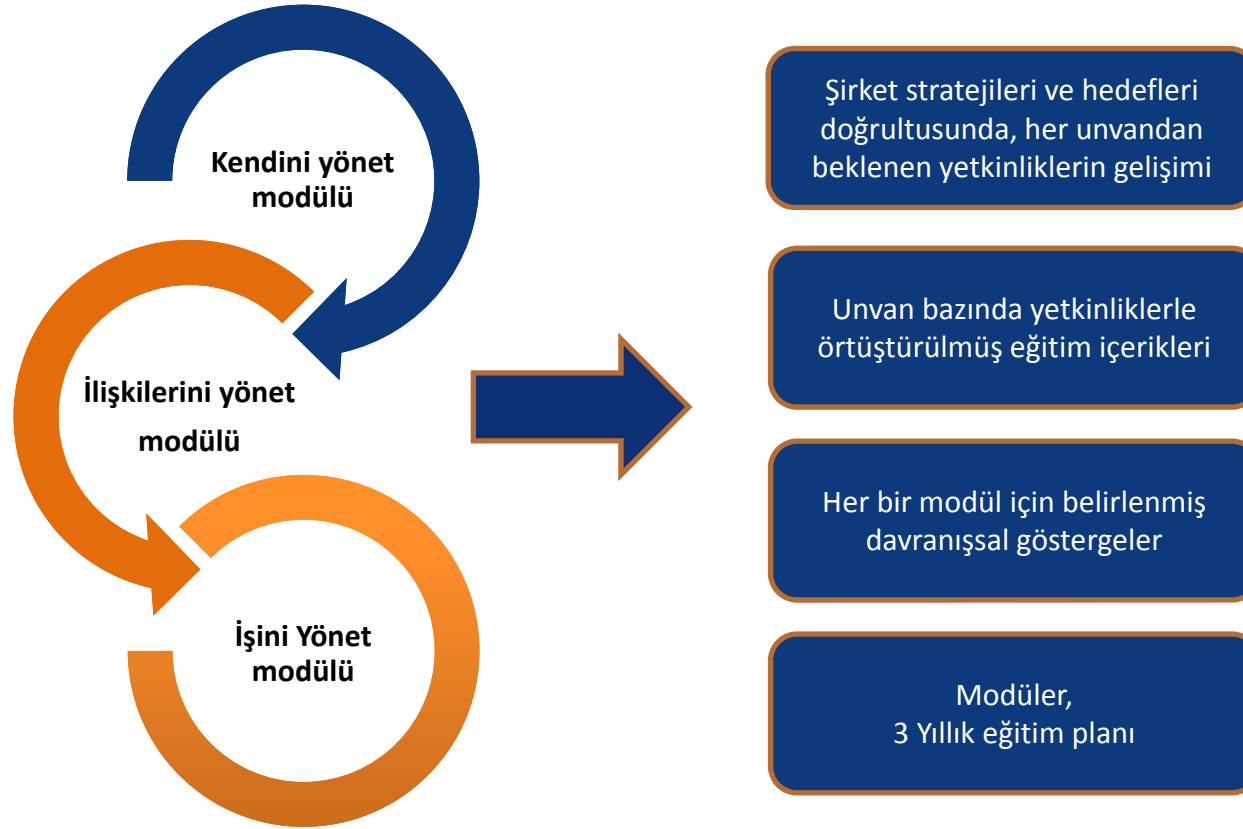 Kendini yönet
modülü
İlişkilerini yönet
modülü
İşini Yönet
modülü
Şirket stratejileri ve hedefleri
doğrultusunda, her unvandan
beklenen yetkinliklerin gelişimi
Unvan bazında yetkinliklerle
örtüştürülmüş eğitim içerikleri
Her bir modül için belirlenmiş
davranışsal göstergeler
Modüler,
3 Yıllık eğitim planı